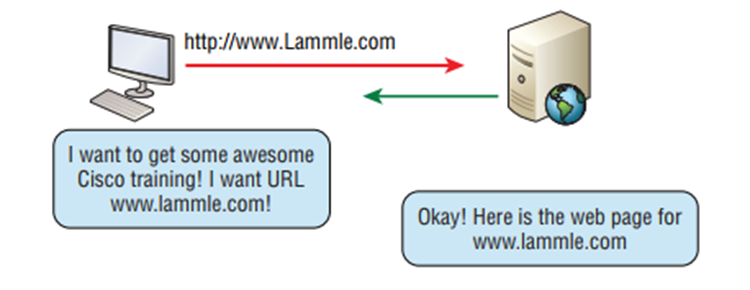 http://www.Lammle.com
I want to get some awesome
Cisco training! I want URL
www.lammle.com!
Okay! Here is the web page for
www.lammle.com